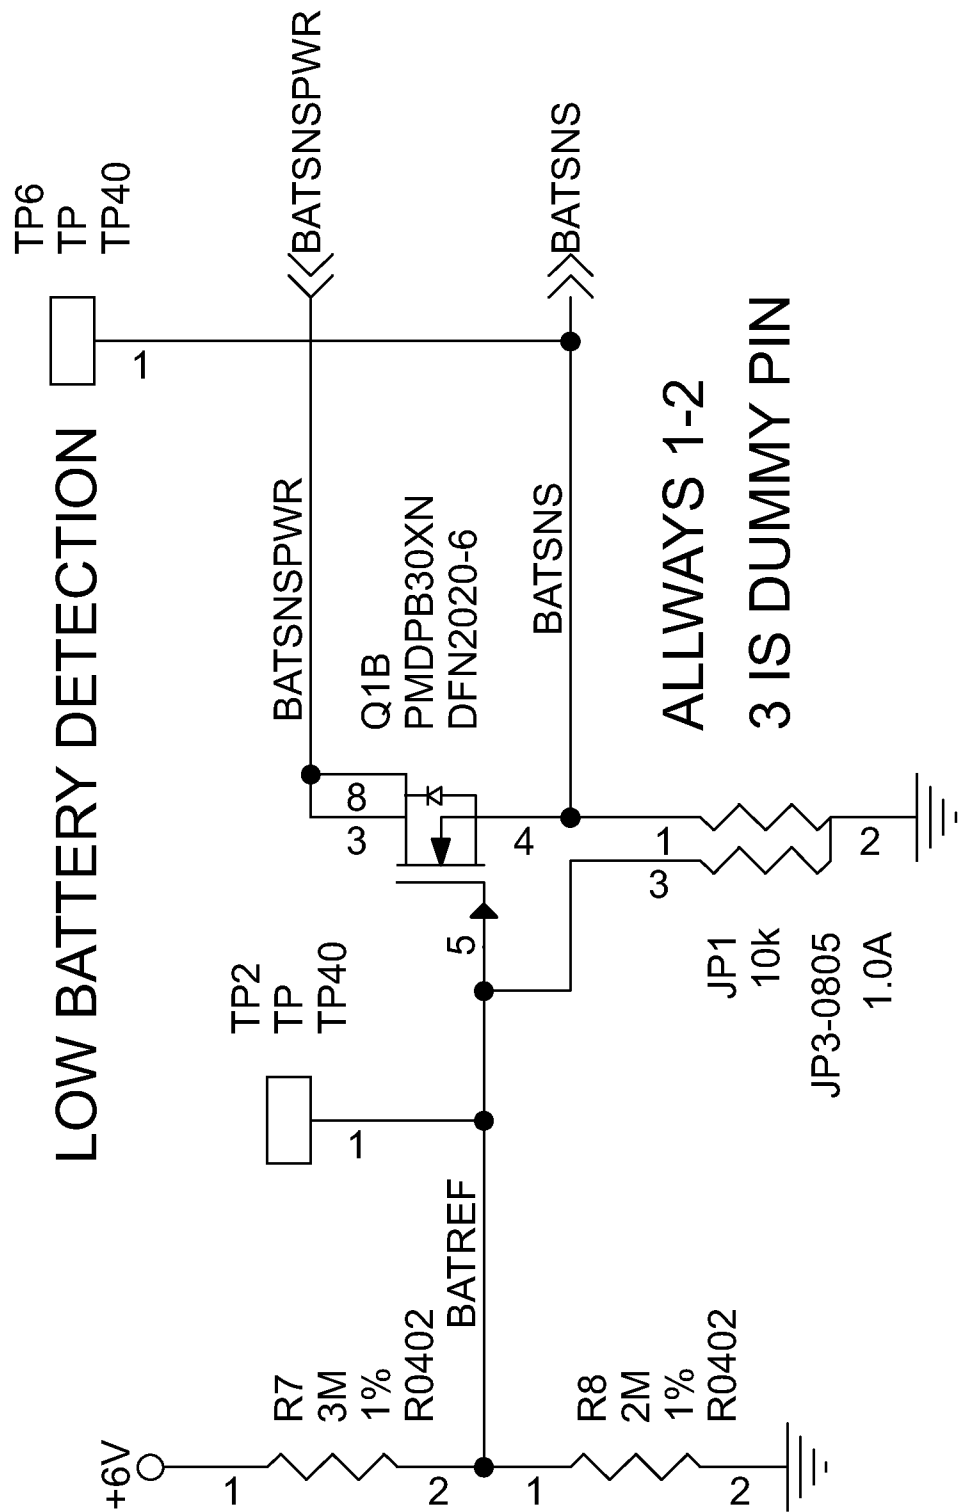 LOW BATTERY DETECTION
TP6
TP
TP40
1
BATSNSPWR
BATSNSPWR
TP2
TP
TP40
1
Q1B
PMDPB30XN
DFN2020-6
8
3
4
5
BATSNS
BATSNS
+6V
1
R7
3M
1%
R0402
2
BATREF
1
R8
2M
1%
R0402
2
1
3
2
JP1
10k
JP3-0805
1.0A
ALLWAYS 1-2
3 IS DUMMY PIN